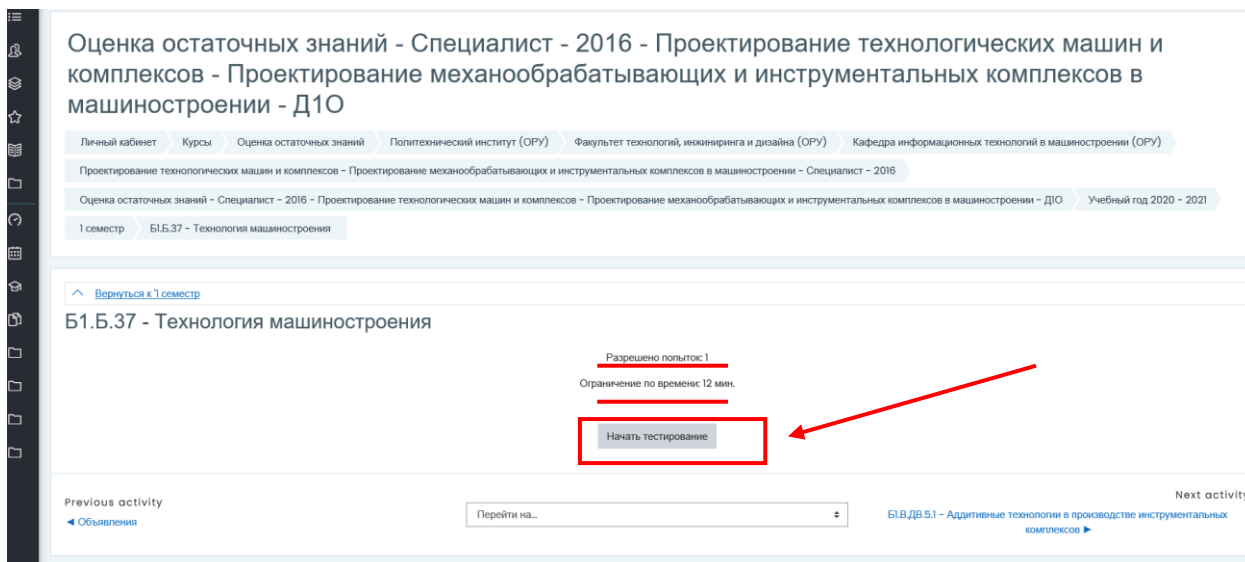 Оценка остаточных знаний - Специалист - 2016 - Проектирование технологических машин и
комплексов - Проектирование механообрабатывающих и инструментальных комплексов в
машиностроении - Д1О
Личный кабинет Курсы Оценка остаточных знаний Политехнический институт (ОРУ) Факультет технологий, инжиниринга и дизайна (ОРУ) Кафедра информационных технологий в машиностроении (ОРУ)
Проектирование технологических машин и комплексов - Проектирование механообрабатывающих и инструментальных комплексов в машиностроении - Специалист - 2016
Оценка остаточных знаний - Специалист - 2016 - Проектирование технологических машин и комплексов - Проектирование механообрабатывающих и инструментальных комплексов в машиностроении - Д1О Учебный год 2020 - 2021
1 семестр Б1.Б.37 - Технология машиностроения
Вернуться к '1 семестр
Б1.Б.37 - Технология машиностроения
Разрешено попыток: 1
Ограничение по времени: 12 мин.
Начать тестирование
Previous activity
◄ Объявления
Перейти на...
Next activity
Б1.В.ДВ.5.1 - Аддитивные технологии в производстве инструментальных
комплексов ►